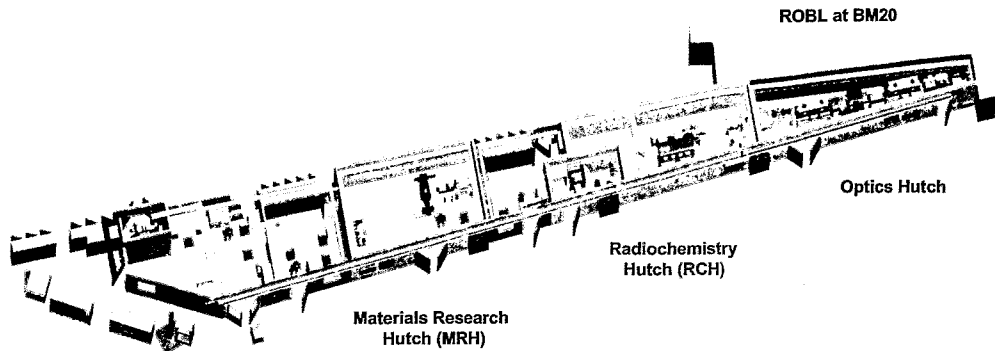 ROBL at BM20
Optics Hutch
Radiochemistry
Hutch (RCH)
Materials Research
Hutch (MRH)